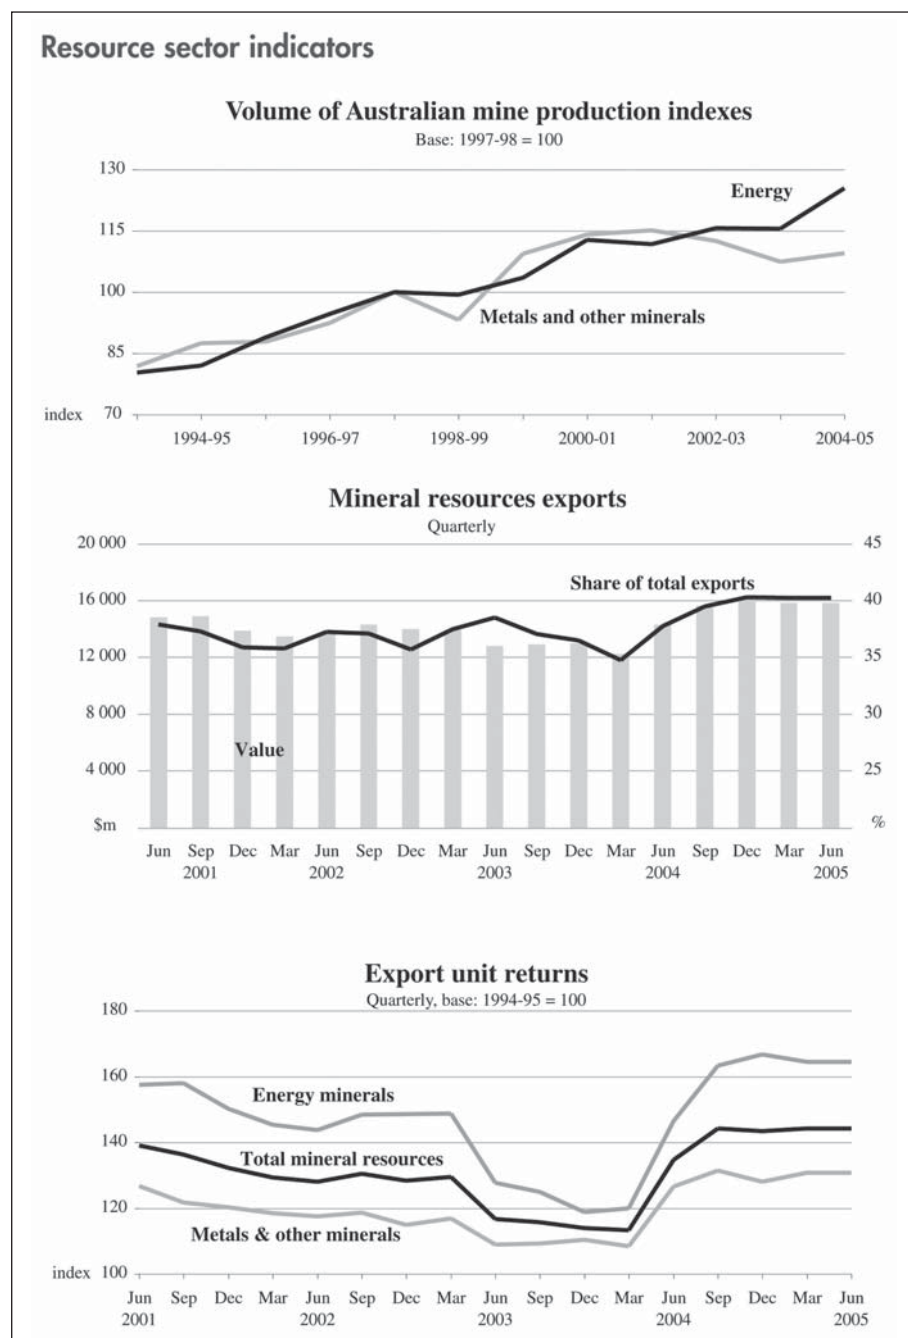 Resource sector indicators
Volume of Australian mine production indexes
Base: 1997-98 = 100
130
Energy
115
100
Metals and other minerals
85
index 70
1994-95 1996-97 1998-99 2000-01 2002-03 2004-05
Mineral resources exports
Quarterly
20 000 45
Share of total exports
16 000 40
12 000 35
8 000 30
Value
4 000 25
$m %
Jun Sep Dec Mar Jun Sep Dec Mar Jun Sep Dec Mar Jun Sep Dec Mar Jun
2001 2002 2003 2004 2005
Export unit returns
Quarterly, base: 1994-95 = 100
180
160
Energy minerals
140
Total mineral resources
120
Metals & other minerals
index 100
Jun Sep Dec Mar Jun Sep Dec Mar Jun Sep Dec Mar Jun Sep Dec Mar Jun
2001 2002 2003 2004 2005